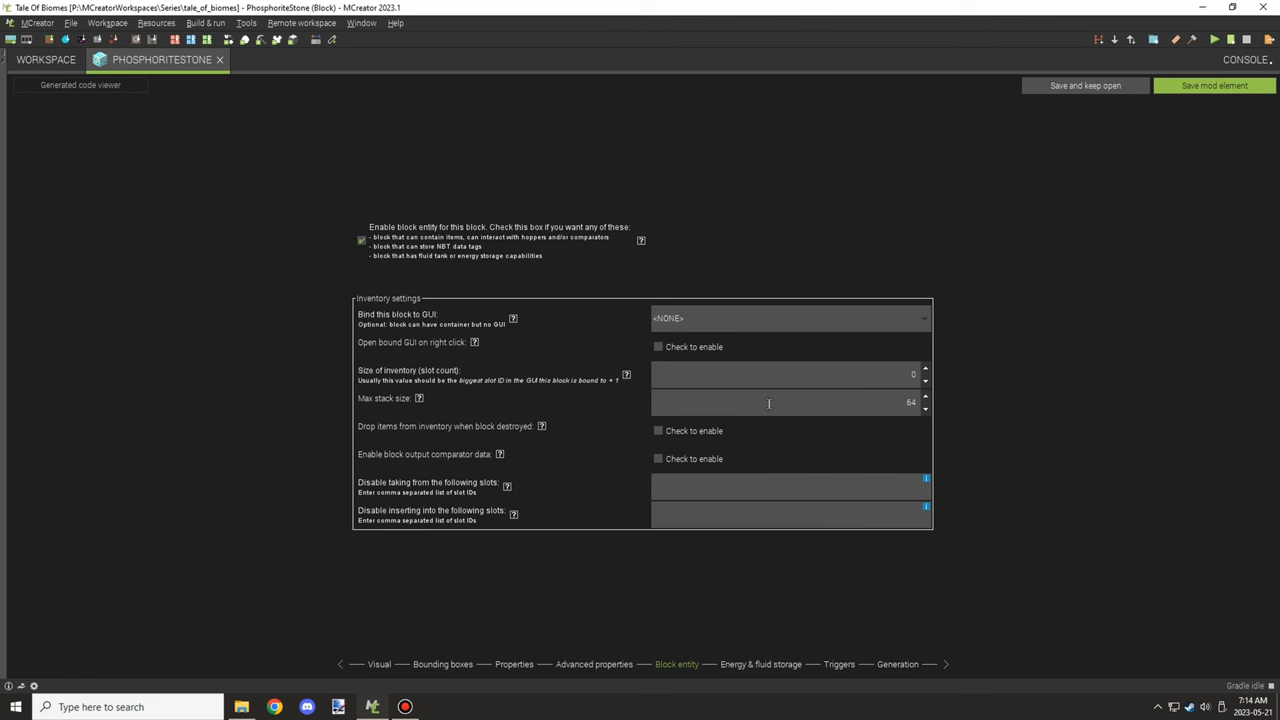 Tale Of Biomes [P:\MCreatorWorkspaces\Series\tale_of_biomes] - PhosphoriteStone (Block) - MCreator 2023.1
MCreator File Workspace Resources Build & run Tools Remote workspace Window Help
WORKSPACE PHOSPHORITESTONE CONSOLE
Generated code viewer Save and keep open Save mod element
Enable block entity for this block. Check this box if you want any of these:
- block that can contain items, can interact with hoppers and/or comparators
- block that can store NBT data tags
- block that has fluid tank or energy storage capabilities
?
Inventory settings
Bind this block to GUI: ? <NONE>
Optional: block can have container but no GUI
Open bound GUI on right click: ? Check to enable
Size of inventory (slot count): ? 0
Usually this value should be the biggest slot ID in the GUI this block is bound to + 1
Max stack size: ? 64
Drop items from inventory when block destroyed: ? Check to enable
Enable block output comparator data: ? Check to enable
Disable taking from the following slots: ?
Enter comma separated list of slot IDs
Disable inserting into the following slots: ?
Enter comma separated list of slot IDs
Visual Bounding boxes Properties Advanced properties Block entity Energy & fluid storage Triggers Generation
Gradle idle
Type here to search
7:14 AM
2023-05-21